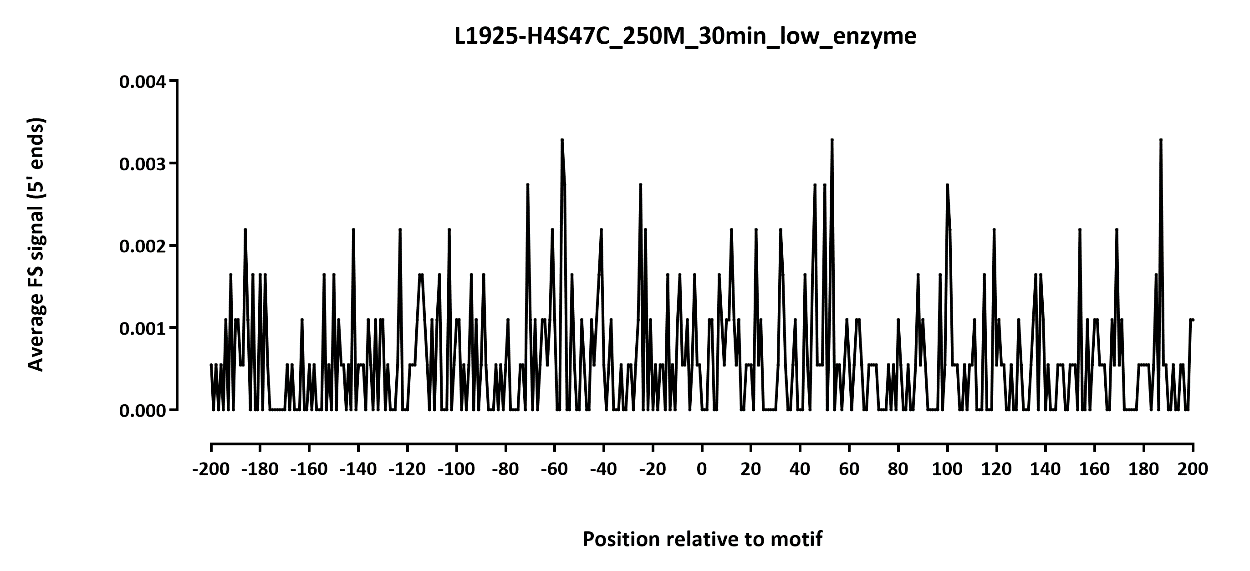 L1925-H4S47C_250M_30min_low_enzyme
Average FS signal (5' ends)
0.004
0.003
0.002
0.001
0.000
-200 -180 -160 -140 -120 -100 -80 -60 -40 -20 0 20 40 60 80 100 120 140 160 180 200
Position relative to motif